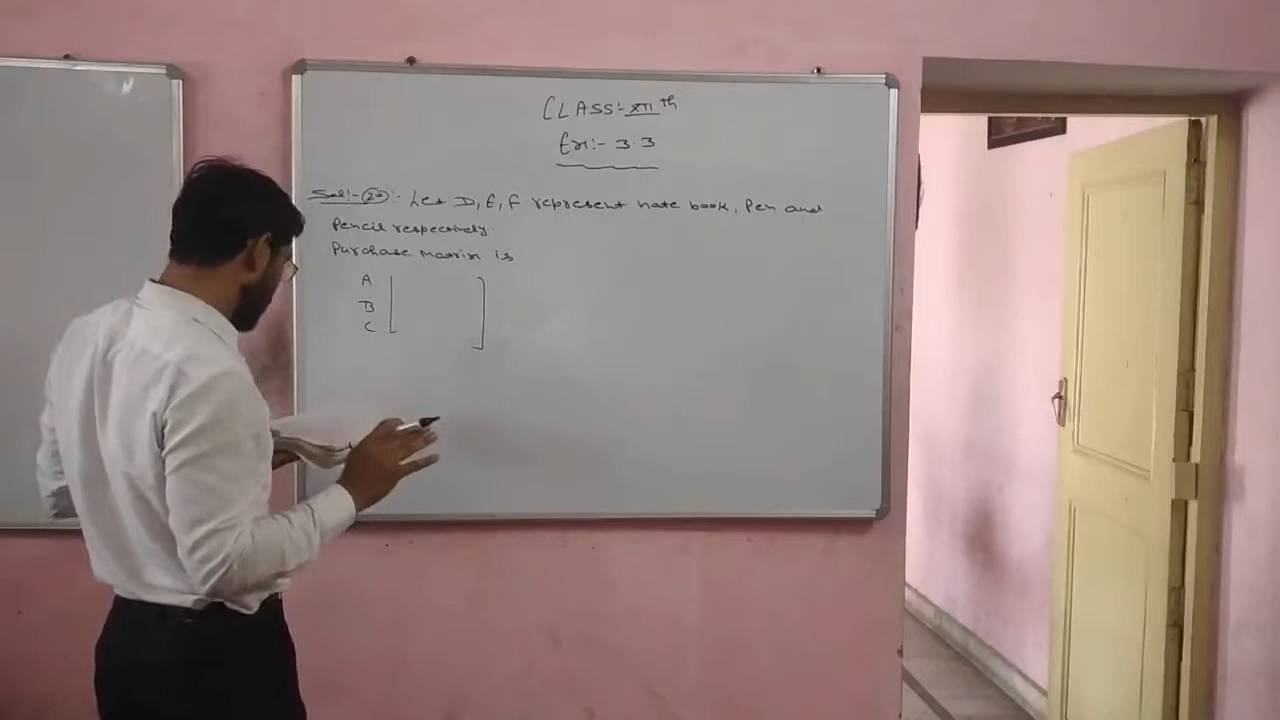 CLASS:- XII th
Ex:- 3.3
Sol:- (20):- Let D, E, F represent note book, Pen and
Pencil respectively.
Purchase matrix is
A
B
C